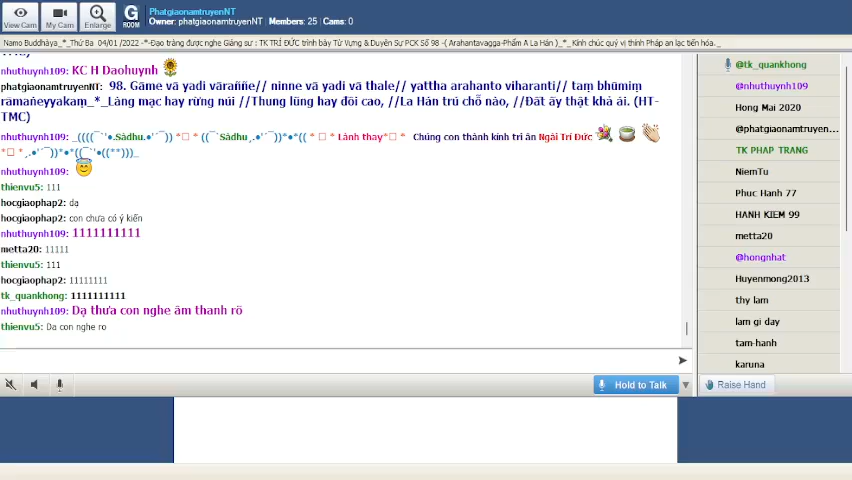 View Cam
My Cam
Enlarge
G
ROOM
PhatgiaonamtruyenNT
Owner: phatgiaonamtruyenNT | Members: 25 | Cams: 0
Namo Buddhàya_*_Thứ Ba 04/01 /2022 -*-Đạo tràng được nghe Giảng sư : TK TRÍ ĐỨC trình bày Từ Vựng & Duyên Sự PCK Số 98 -( Arahantavagga-Phẩm A La Hán )_*_ Kính chúc quý vị thính Pháp an lạc tiến hóa._
nhuthuynh109: KC H Daohuynh
phatgiaonamtruyenNT: 98. Gāme vā yadi vāraññe// ninne vā yadi vā thale// yattha arahanto viharanti// taṃ bhūmiṃ
rāmaṇeyyakaṃ_*_Làng mạc hay rừng núi //Thung lũng hay đồi cao, //La Hán trú chỗ nào, //Đất ấy thật khả ái. (HT-
TMC)
nhuthuynh109: _((((¯`'•.Sàdhu.•'´¯)) *□ * ((¯`Sàdhu¸.•'´¯))*•*(( * □ * Lành thay*□ * Chúng con thành kính tri ân Ngài Trí Đức
*□ *¸.•'´¯))*•*((¯`'•((**)))_
nhuthuynh109:
thienvu5: 111
hocgiaophap2: dạ
hocgiaophap2: con chưa có ý kiến
nhuthuynh109: 1111111111
metta20: 11111
thienvu5: 111
hocgiaophap2: 11111111
tk_quankhong: 1111111111
nhuthuynh109: Dạ thưa con nghe âm thanh rõ
thienvu5: Da con nghe ro
Hold to Talk
Raise Hand
@tk_quankhong
@nhuthuynh109
Hong Mai 2020
@phatgiaonamtruyen...
TK PHAP TRANG
NiemTu
Phuc Hanh 77
HANH KIEM 99
metta20
@hongnhat
Huyenmong2013
thy lam
lam gi day
tam-hanh
karuna